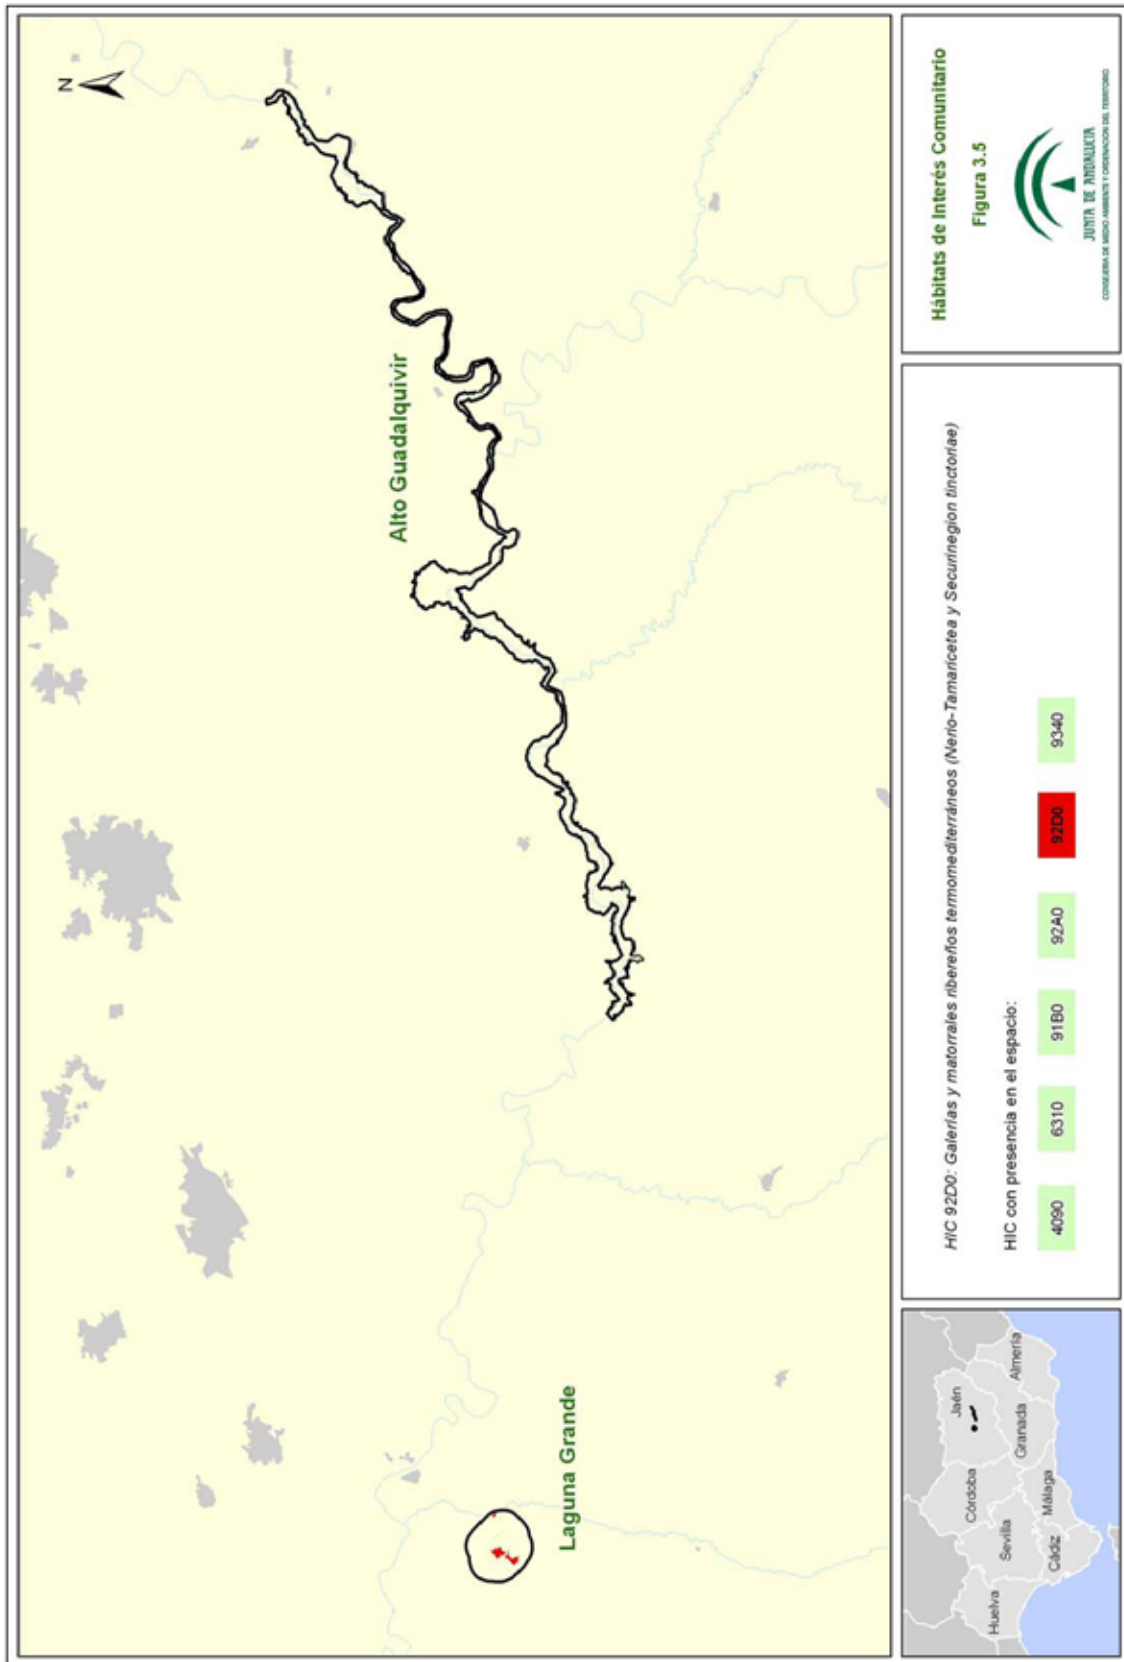 N
Alto Guadalquivir
Laguna Grande
Huelva
Sevilla
Córdoba
Jaén
Cádiz
Málaga
Granada
Almería
HIC 92D0: Galerías y matorrales ribereños termomediterráneos (Nerio-Tamaricetea y Securinegion tinctoriae)
HIC con presencia en el espacio:
4090 6310 91B0 92A0 92D0 9340
Hábitats de Interés Comunitario
Figura 3.5
JUNTA DE ANDALUCIA
CONSEJERIA DE MEDIO AMBIENTE Y ORDENACION DEL TERRITORIO